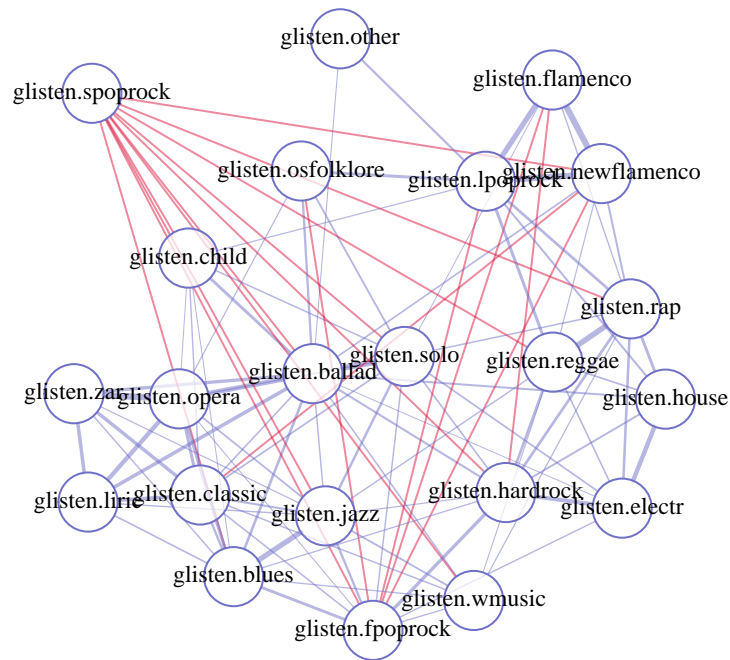 glisten.other
glisten.flamenco
glisten.spoprock
glisten.osfolklore
glisten.lpoprock
glisten.newflamenco
glisten.child
glisten.rap
glisten.solo
glisten.reggae
glisten.ballad
glisten.zar
glisten.opera
glisten.house
glisten.liric
glisten.classic
glisten.hardrock
glisten.electr
glisten.jazz
glisten.blues
glisten.wmusic
glisten.fpoprock